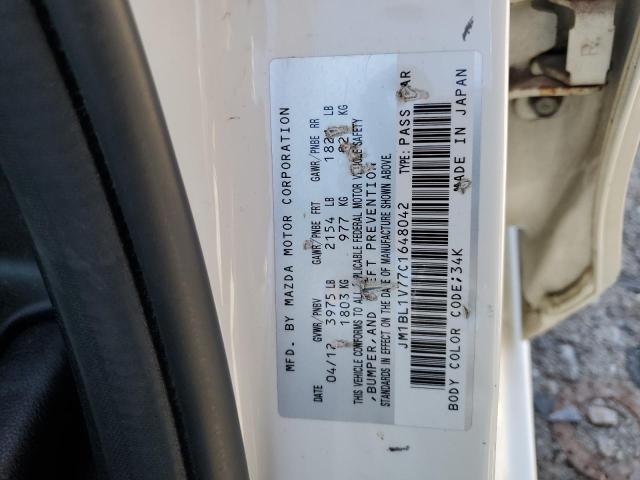 MFD. BY MAZDA MOTOR CORPORATION
DATE GVWR/PNBV GAWR/PNBE FRT GAWR/PNBE RR
04/12 3975 LB 2154 LB LB
1803 KG 977 KG KG
THIS VEHICLE CONFORMS TO ALL APPLICABLE FEDERAL MOTOR VEHICLE SAFETY
,BUMPER,AND THEFT PREVENTION
STANDARDS IN EFFECT ON THE DATE OF MANUFACTURE SHOWN ABOVE.
JM1BL1V77C1648042 TYPE: PASS CAR
BODY COLOR CODE;34K MADE IN JAPAN